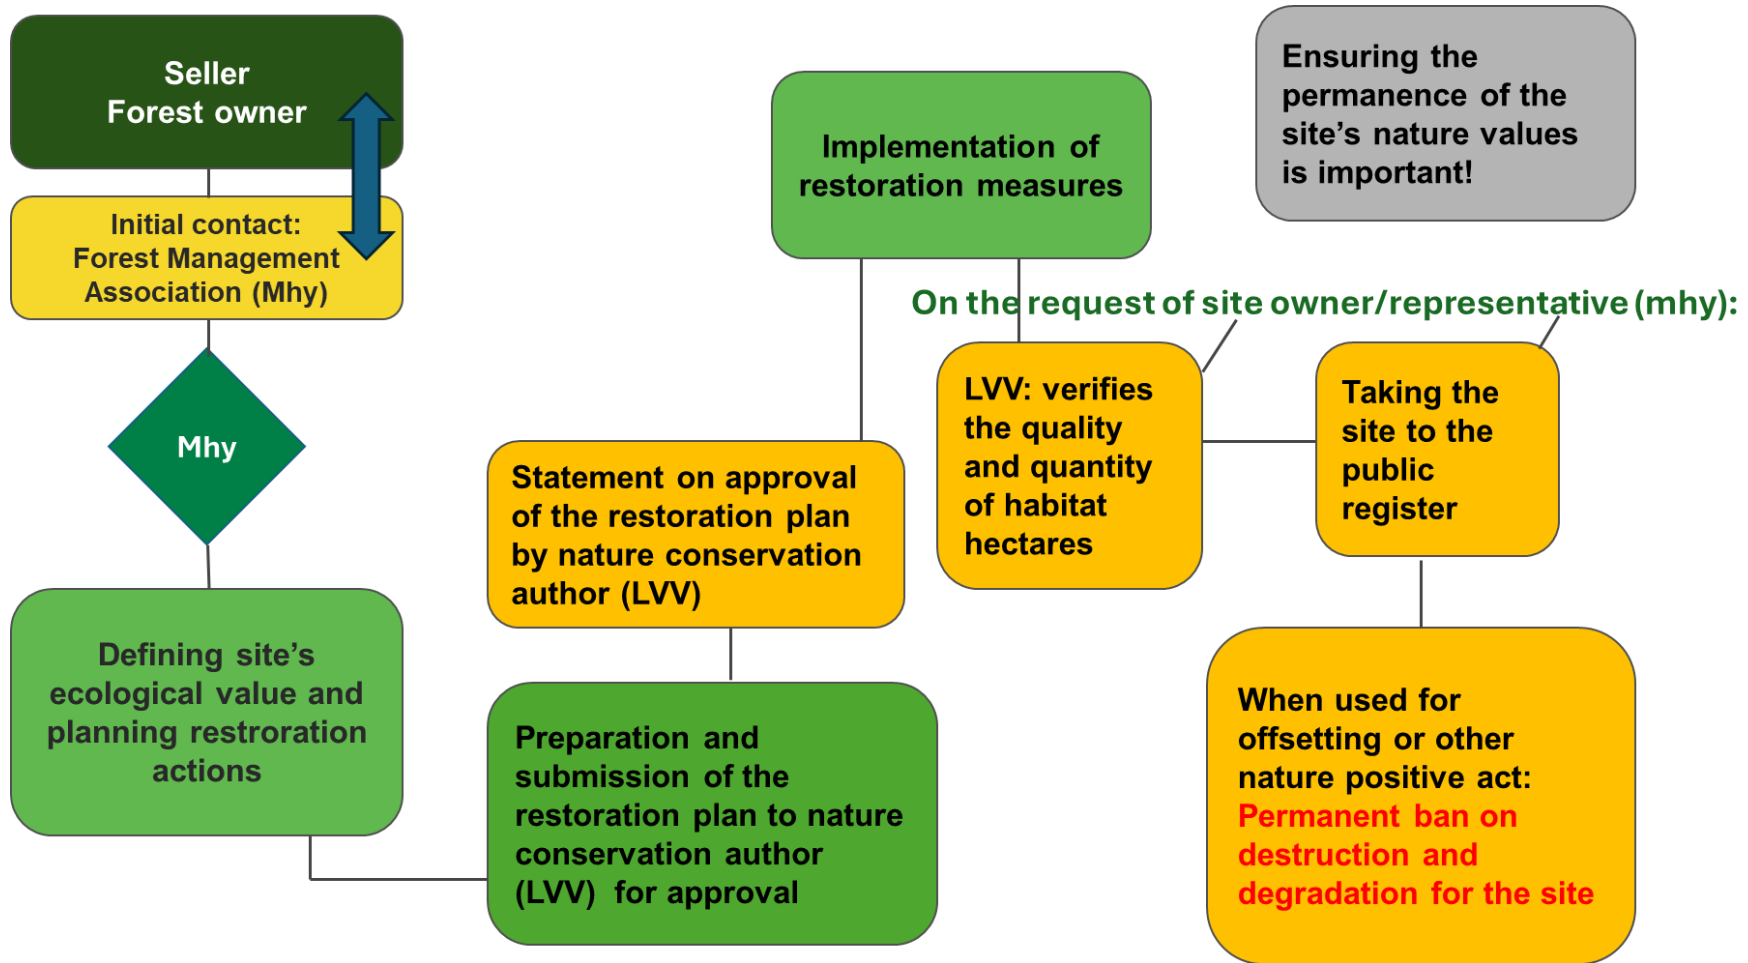 Seller
Forest owner
Initial contact:
Forest Management
Association (Mhy)
Mhy
Defining site's
ecological value and
planning restroration
actions
Preparation and
submission of the
restoration plan to nature
conservation author
(LVV) for approval
Statement on approval
of the restoration plan
by nature conservation
author (LVV)
Implementation of
restoration measures
On the request of site owner/representative (mhy):
LVV: verifies
the quality
and quantity
of habitat
hectares
Taking the
site to the
public
register
When used for
offsetting or other
nature positive act:
Permanent ban on
destruction and
degradation for the site
Ensuring the
permanence of the
site's nature values
is important!